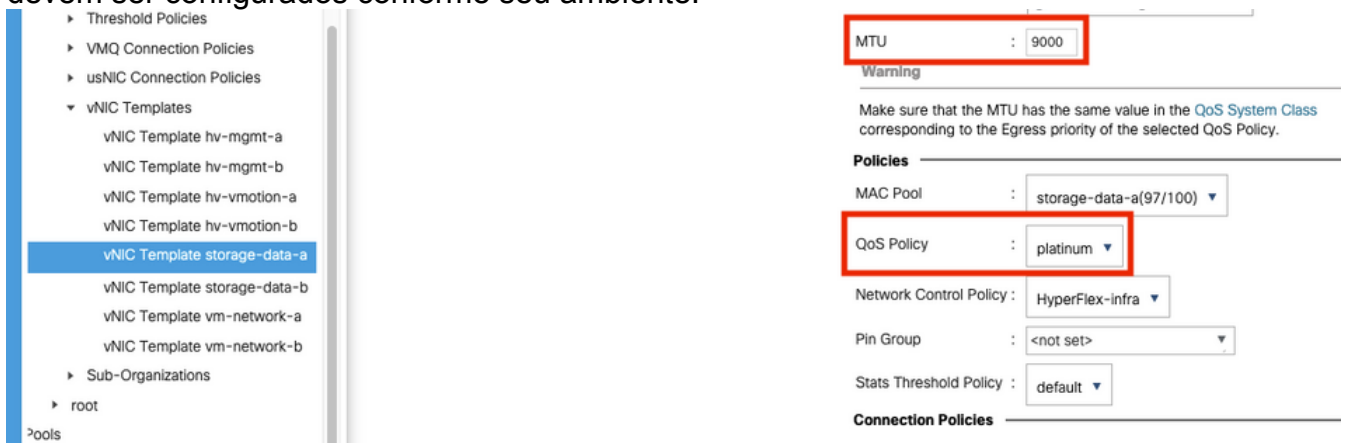 devem ser configurados conforme seu ambiente.
Threshold Policies
VMQ Connection Policies
usNIC Connection Policies
vNIC Templates
vNIC Template hv-mgmt-a
vNIC Template hv-mgmt-b
vNIC Template hv-vmotion-a
vNIC Template hv-vmotion-b
vNIC Template storage-data-a
vNIC Template storage-data-b
vNIC Template vm-network-a
vNIC Template vm-network-b
Sub-Organizations
root
Pools
MTU : 9000
Warning
Make sure that the MTU has the same value in the QoS System Class
corresponding to the Egress priority of the selected QoS Policy.
Policies
MAC Pool : storage-data-a(97/100)
QoS Policy : platinum
Network Control Policy : HyperFlex-infra
Pin Group : <not set>
Stats Threshold Policy : default
Connection Policies